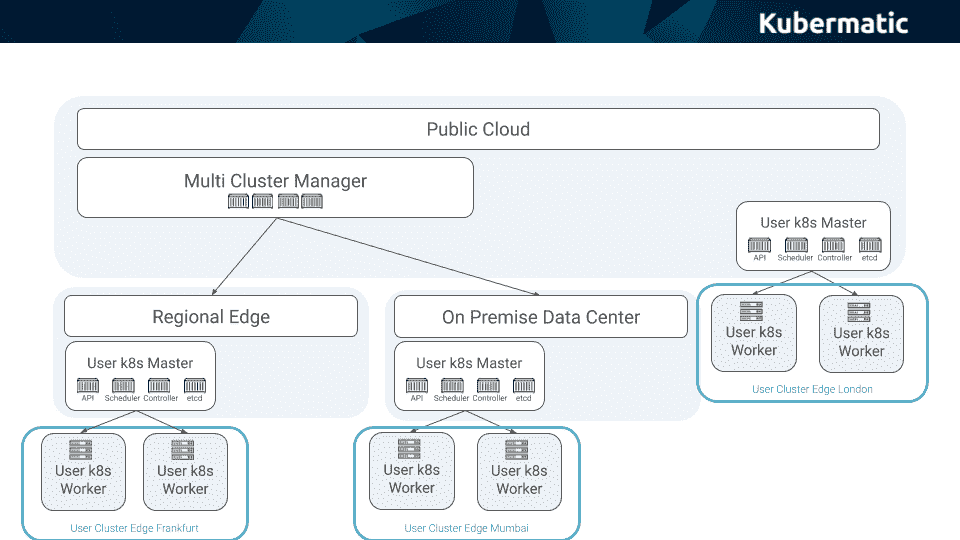 Kubermatic
Public Cloud
Multi Cluster Manager
User k8s Master
API Scheduler Controller etcd
User k8s
Worker
User k8s
Worker
User Cluster Edge London
Regional Edge
User k8s Master
API Scheduler Controller etcd
User k8s
Worker
User k8s
Worker
User Cluster Edge Frankfurt
On Premise Data Center
User k8s Master
API Scheduler Controller etcd
User k8s
Worker
User k8s
Worker
User Cluster Edge Mumbai